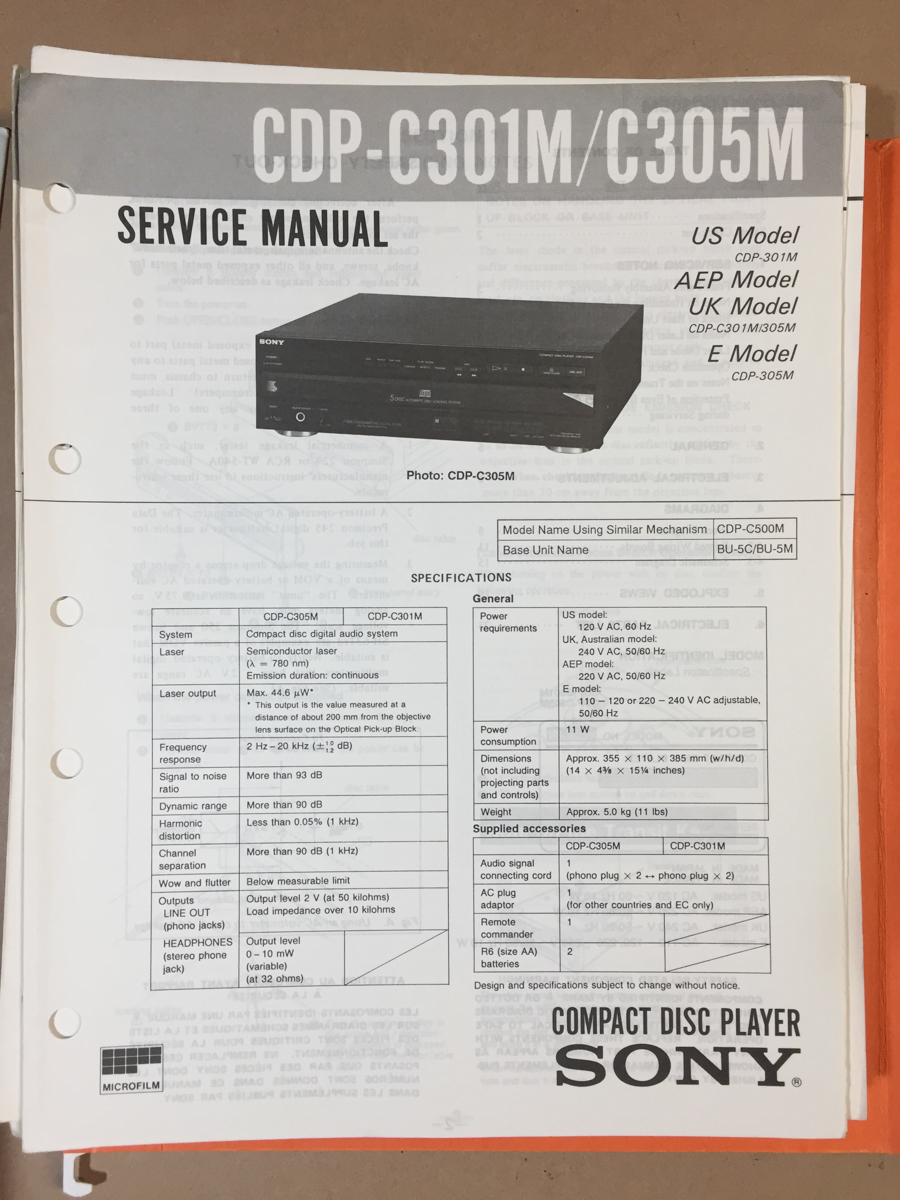 CDP-C301M/C305M
SERVICE MANUAL
US Model
CDP-301M
AEP Model
UK Model
CDP-C301M/305M
E Model
CDP-305M
SONY
5 DISC
Photo: CDP-C305M
Model Name Using Similar Mechanism CDP-C500M
Base Unit Name BU-5C/BU-5M
SPECIFICATIONS
CDP-C305M CDP-C301M
System Compact disc digital audio system
Laser Semiconductor laser
(λ = 780 nm)
Emission duration: continuous
Laser output Max. 44.6 μW*
* This output is the value measured at a
distance of about 200 mm from the objective
lens surface on the Optical Pick-up Block.
Frequency response 2 Hz – 20 kHz (± 1.0 1.2 dB)
Signal to noise ratio More than 93 dB
Dynamic range More than 90 dB
Harmonic distortion Less than 0.05% (1 kHz)
Channel separation More than 90 dB (1 kHz)
Wow and flutter Below measurable limit
Outputs
LINE OUT
(phono jacks)
Output level 2 V (at 50 kilohms)
Load impedance over 10 kilohms
HEADPHONES
(stereo phone
jack)
Output level
0 – 10 mW
(variable)
(at 32 ohms)
General
Power requirements
US model:
120 V AC, 60 Hz
UK, Australian model:
240 V AC, 50/60 Hz
AEP model:
220 V AC, 50/60 Hz
E model:
110 – 120 or 220 – 240 V AC adjustable,
50/60 Hz
Power consumption 11 W
Dimensions
(not including
projecting parts
and controls)
Approx. 355 × 110 × 385 mm (w/h/d)
(14 × 4⅜ × 15¼ inches)
Weight Approx. 5.0 kg (11 lbs)
Supplied accessories
CDP-C305M CDP-C301M
Audio signal connecting cord 1
(phono plug × 2 ↔ phono plug × 2)
AC plug adaptor 1
(for other countries and EC only)
Remote commander 1
R6 (size AA) batteries 2
Design and specifications subject to change without notice.
MICROFILM
COMPACT DISC PLAYER
SONY®